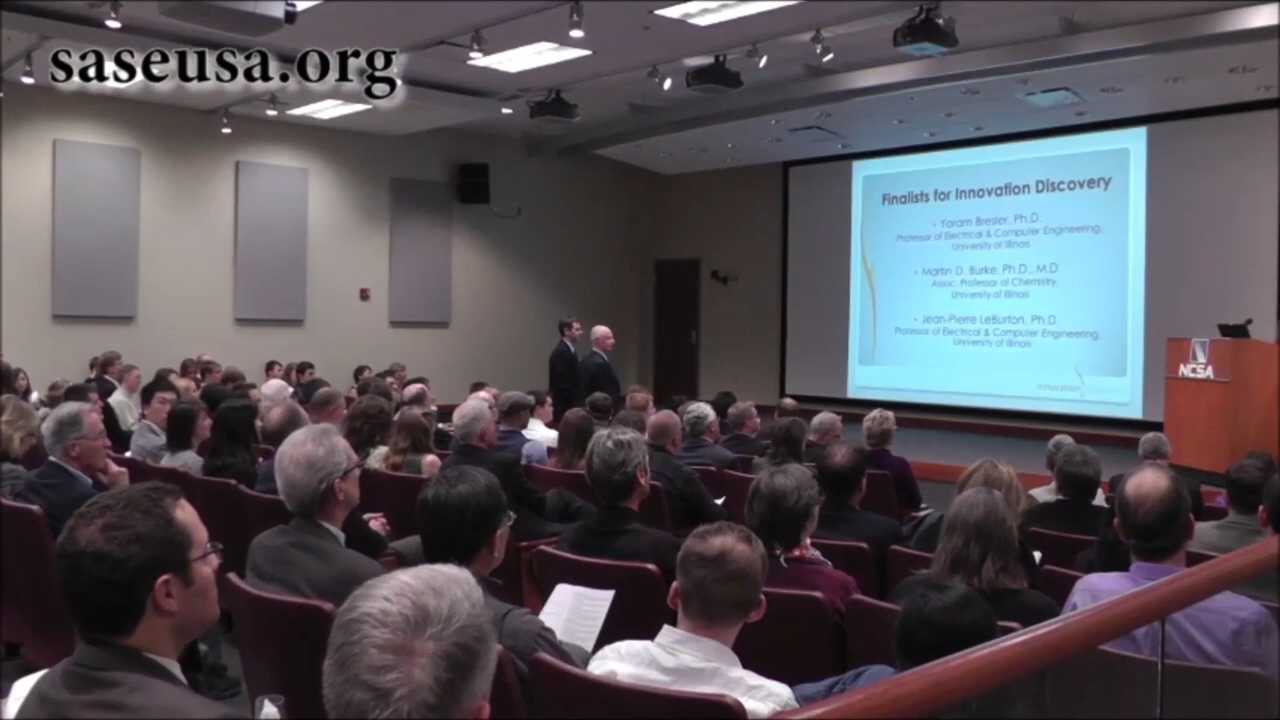 saseusa.org
Finalists for Innovation Discovery
• Yoram Bresler, Ph.D.
Professor of Electrical & Computer Engineering,
University of Illinois
• Martin D. Burke, Ph.D., M.D.
Assoc. Professor of Chemistry
University of Illinois
• Jean-Pierre LeBurton, Ph.D.
Professor of Electrical & Computer Engineering,
University of Illinois
innovation
NCSA